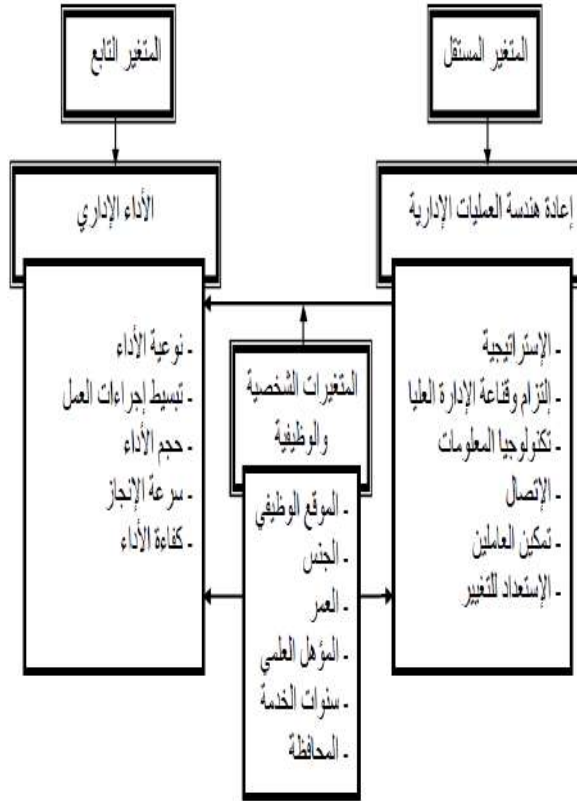 المتغير المستقل
المتغير التابع
إعادة هندسة العمليات الإدارية
الأداء الإداري
- الإستراتيجية
- إلتزام وقناعة الإدارة العليا
- تكنولوجيا المعلومات
- الإتصال
- تمكين العاملين
- الإستعداد للتغيير
المتغيرات الشخصية
والوظيفية
- الموقع الوظيفي
- الجنس
- العمر
- المؤهل العلمي
- سنوات الخدمة
- المحافظة
- نوعية الأداء
- تبسيط إجراءات العمل
- حجم الأداء
- سرعة الإنجاز
- كفاءة الأداء